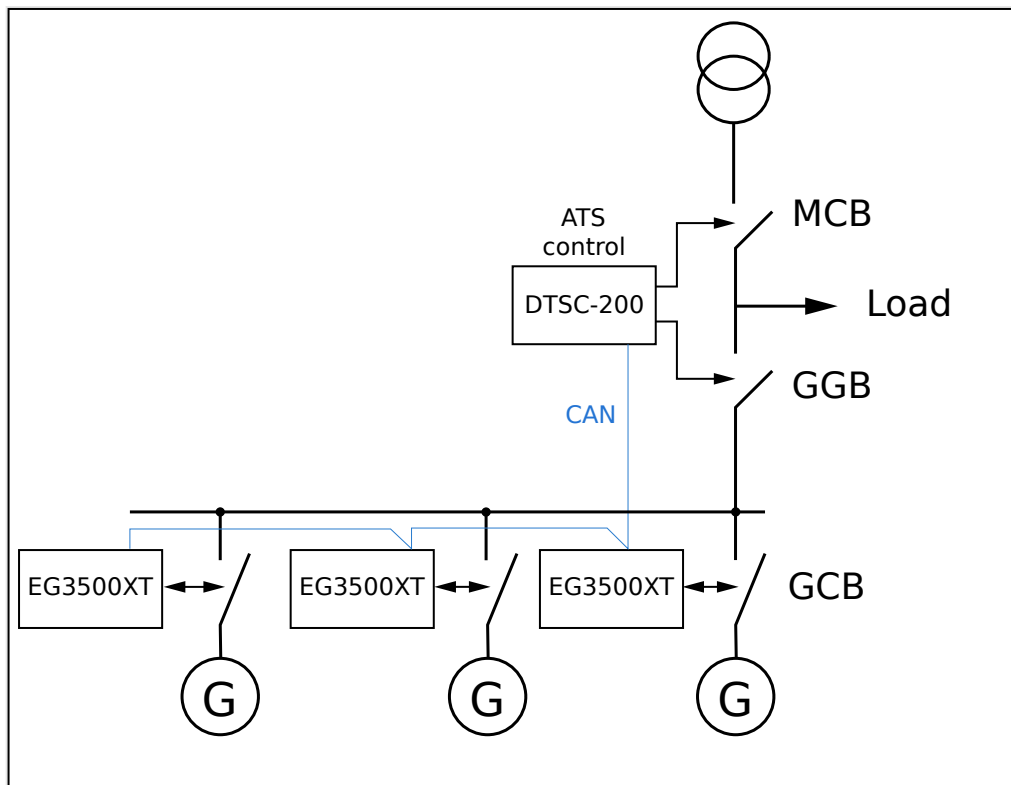 MCB
ATS
control
DTSC-200
Load
GGB
CAN
EG3500XT
EG3500XT
EG3500XT
GCB
G
G
G